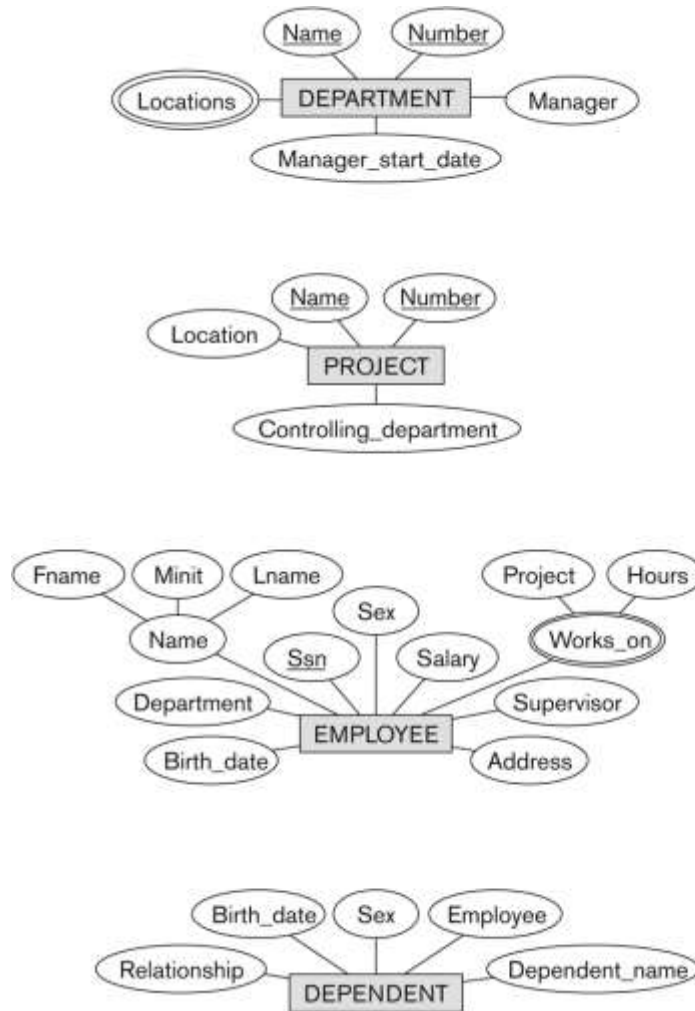 Name Number
Locations DEPARTMENT Manager
Manager_start_date
Name Number
Location
PROJECT
Controlling_department
Fname Minit Lname Project Hours
Sex
Name Works_on
Ssn Salary
Department Supervisor
EMPLOYEE
Birth_date Address
Birth_date Sex Employee
Relationship Dependent_name
DEPENDENT